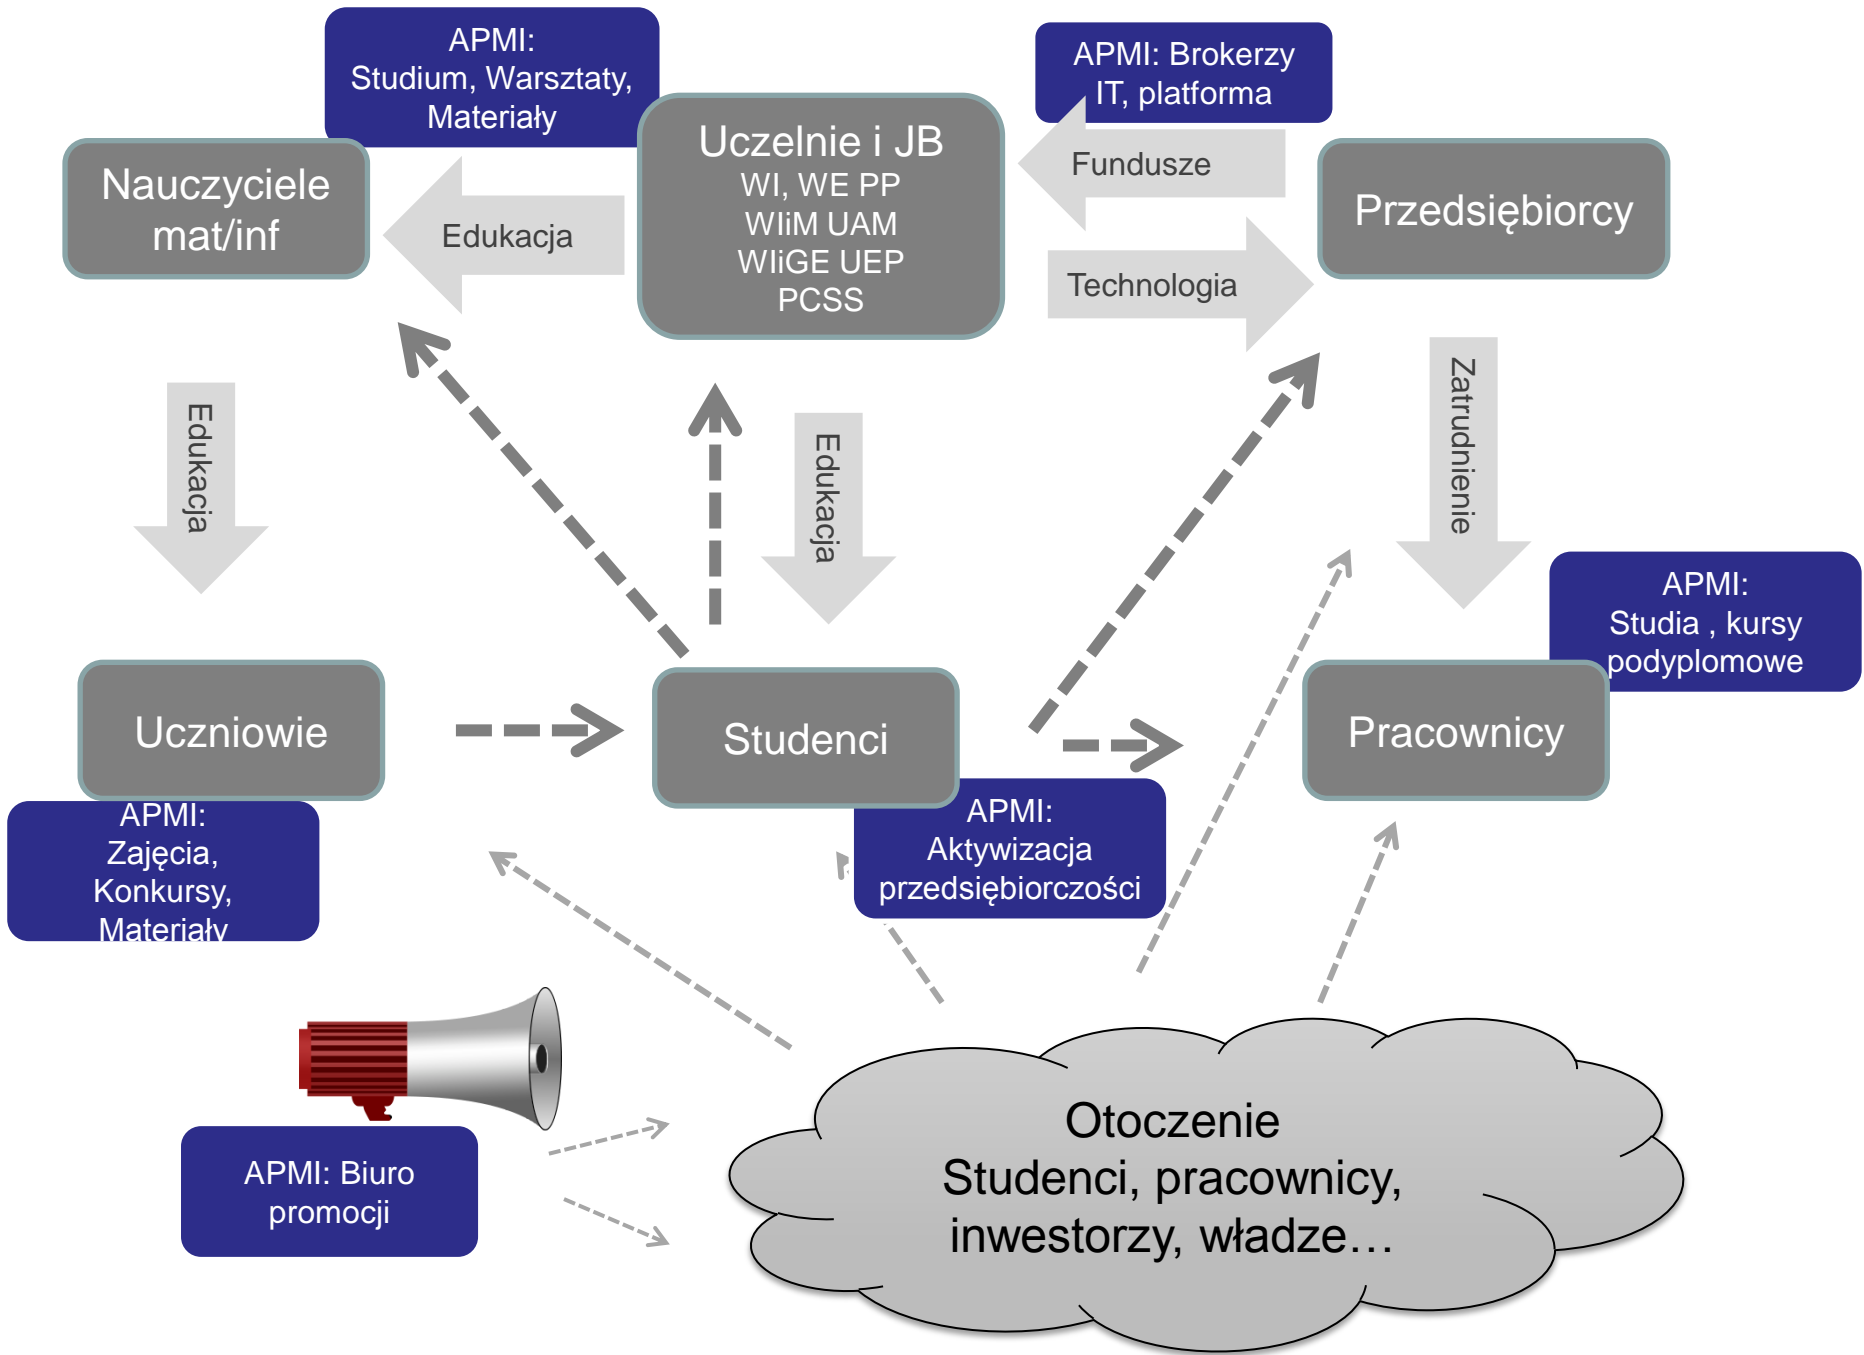 APMI:
Studium, Warsztaty,
Materiały
APMI: Brokerzy
IT, platforma
Nauczyciele
mat/inf
Edukacja
Uczelnie i JB
WI, WE PP
WIiM UAM
WIiGE UEP
PCSS
Fundusze
Technologia
Przedsiębiorcy
Edukacja
Edukacja
Zatrudnienie
APMI:
Studia , kursy
podyplomowe
Uczniowie
Studenci
Pracownicy
APMI:
Zajęcia,
Konkursy,
Materiały
APMI:
Aktywizacja
przedsiębiorczości
APMI: Biuro
promocji
Otoczenie
Studenci, pracownicy,
inwestorzy, władze…